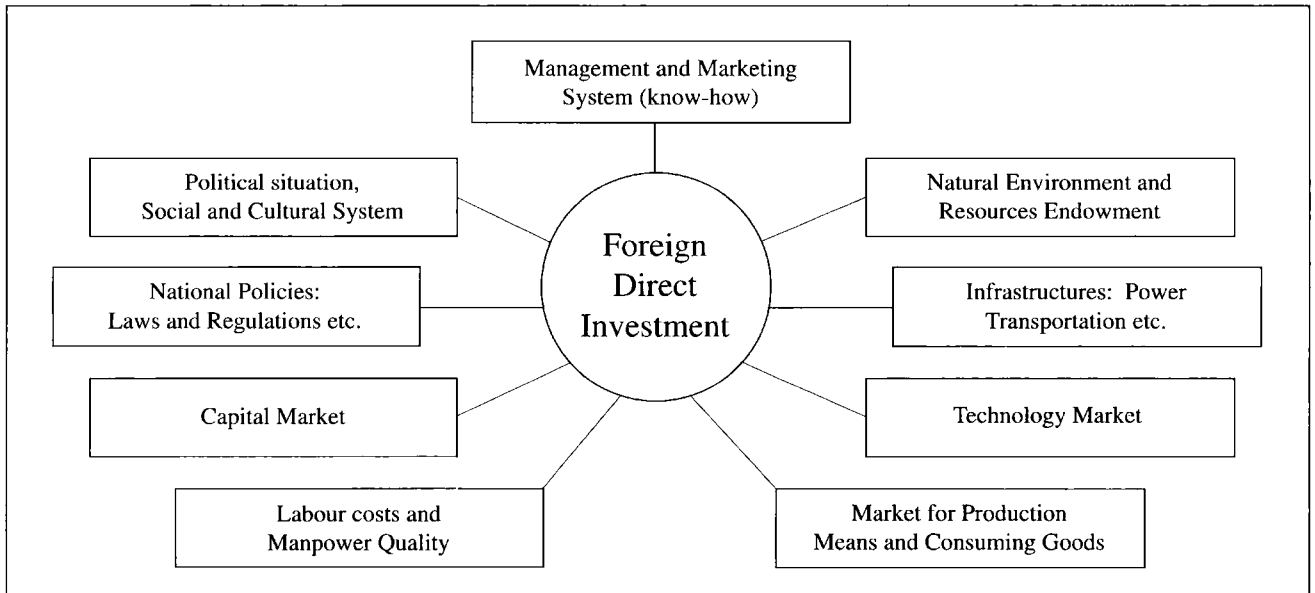 Management and Marketing
System (know-how)
Political situation,
Social and Cultural System
Natural Environment and
Resources Endowment
Foreign
Direct
Investment
National Policies:
Laws and Regulations etc.
Infrastructures: Power
Transportation etc.
Capital Market
Technology Market
Labour costs and
Manpower Quality
Market for Production
Means and Consuming Goods